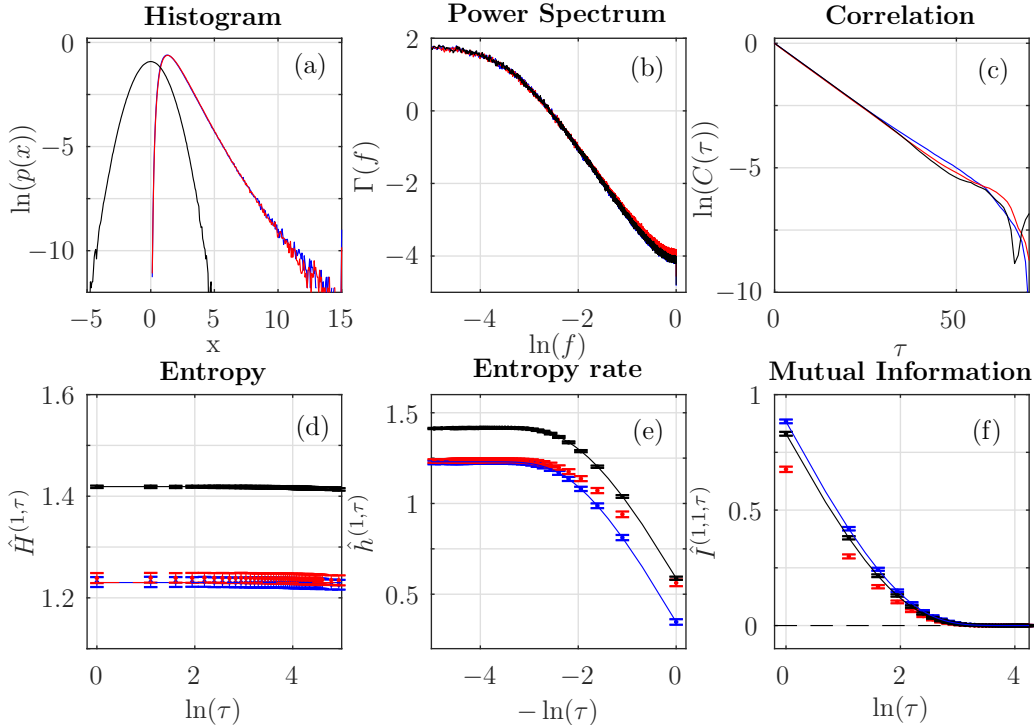 Histogram
Power Spectrum
Correlation
0
−5
−10
ln(p(x))
(a)
−5
0
5
10
15
x
2
0
−2
−4
Γ(f)
(b)
−4
−2
0
ln(f)
0
−5
−10
ln(C(τ))
(c)
0
50
τ
Entropy
Entropy rate
Mutual Information
1.6
1.4
1.2
Ĥ^(1,τ)
(d)
0
2
4
ln(τ)
1.5
1
0.5
ĥ^(1,τ)
(e)
−4
−2
0
− ln(τ)
1
0.5
0
Î^(1,1,τ)
(f)
0
2
4
ln(τ)